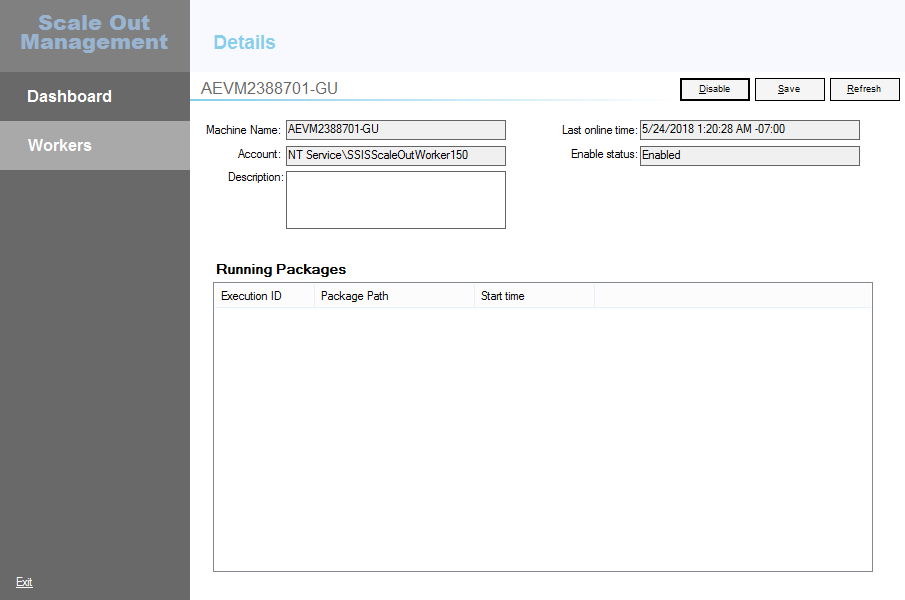 Scale Out
Management
Details
Dashboard
Workers
Exit
AEVM2388701-GU
Disable
Save
Refresh
Machine Name: AEVM2388701-GU
Last online time: 5/24/2018 1:20:28 AM -07:00
Account: NT Service\SSISScaleOutWorker150
Enable status: Enabled
Description:
Running Packages
Execution ID Package Path Start time